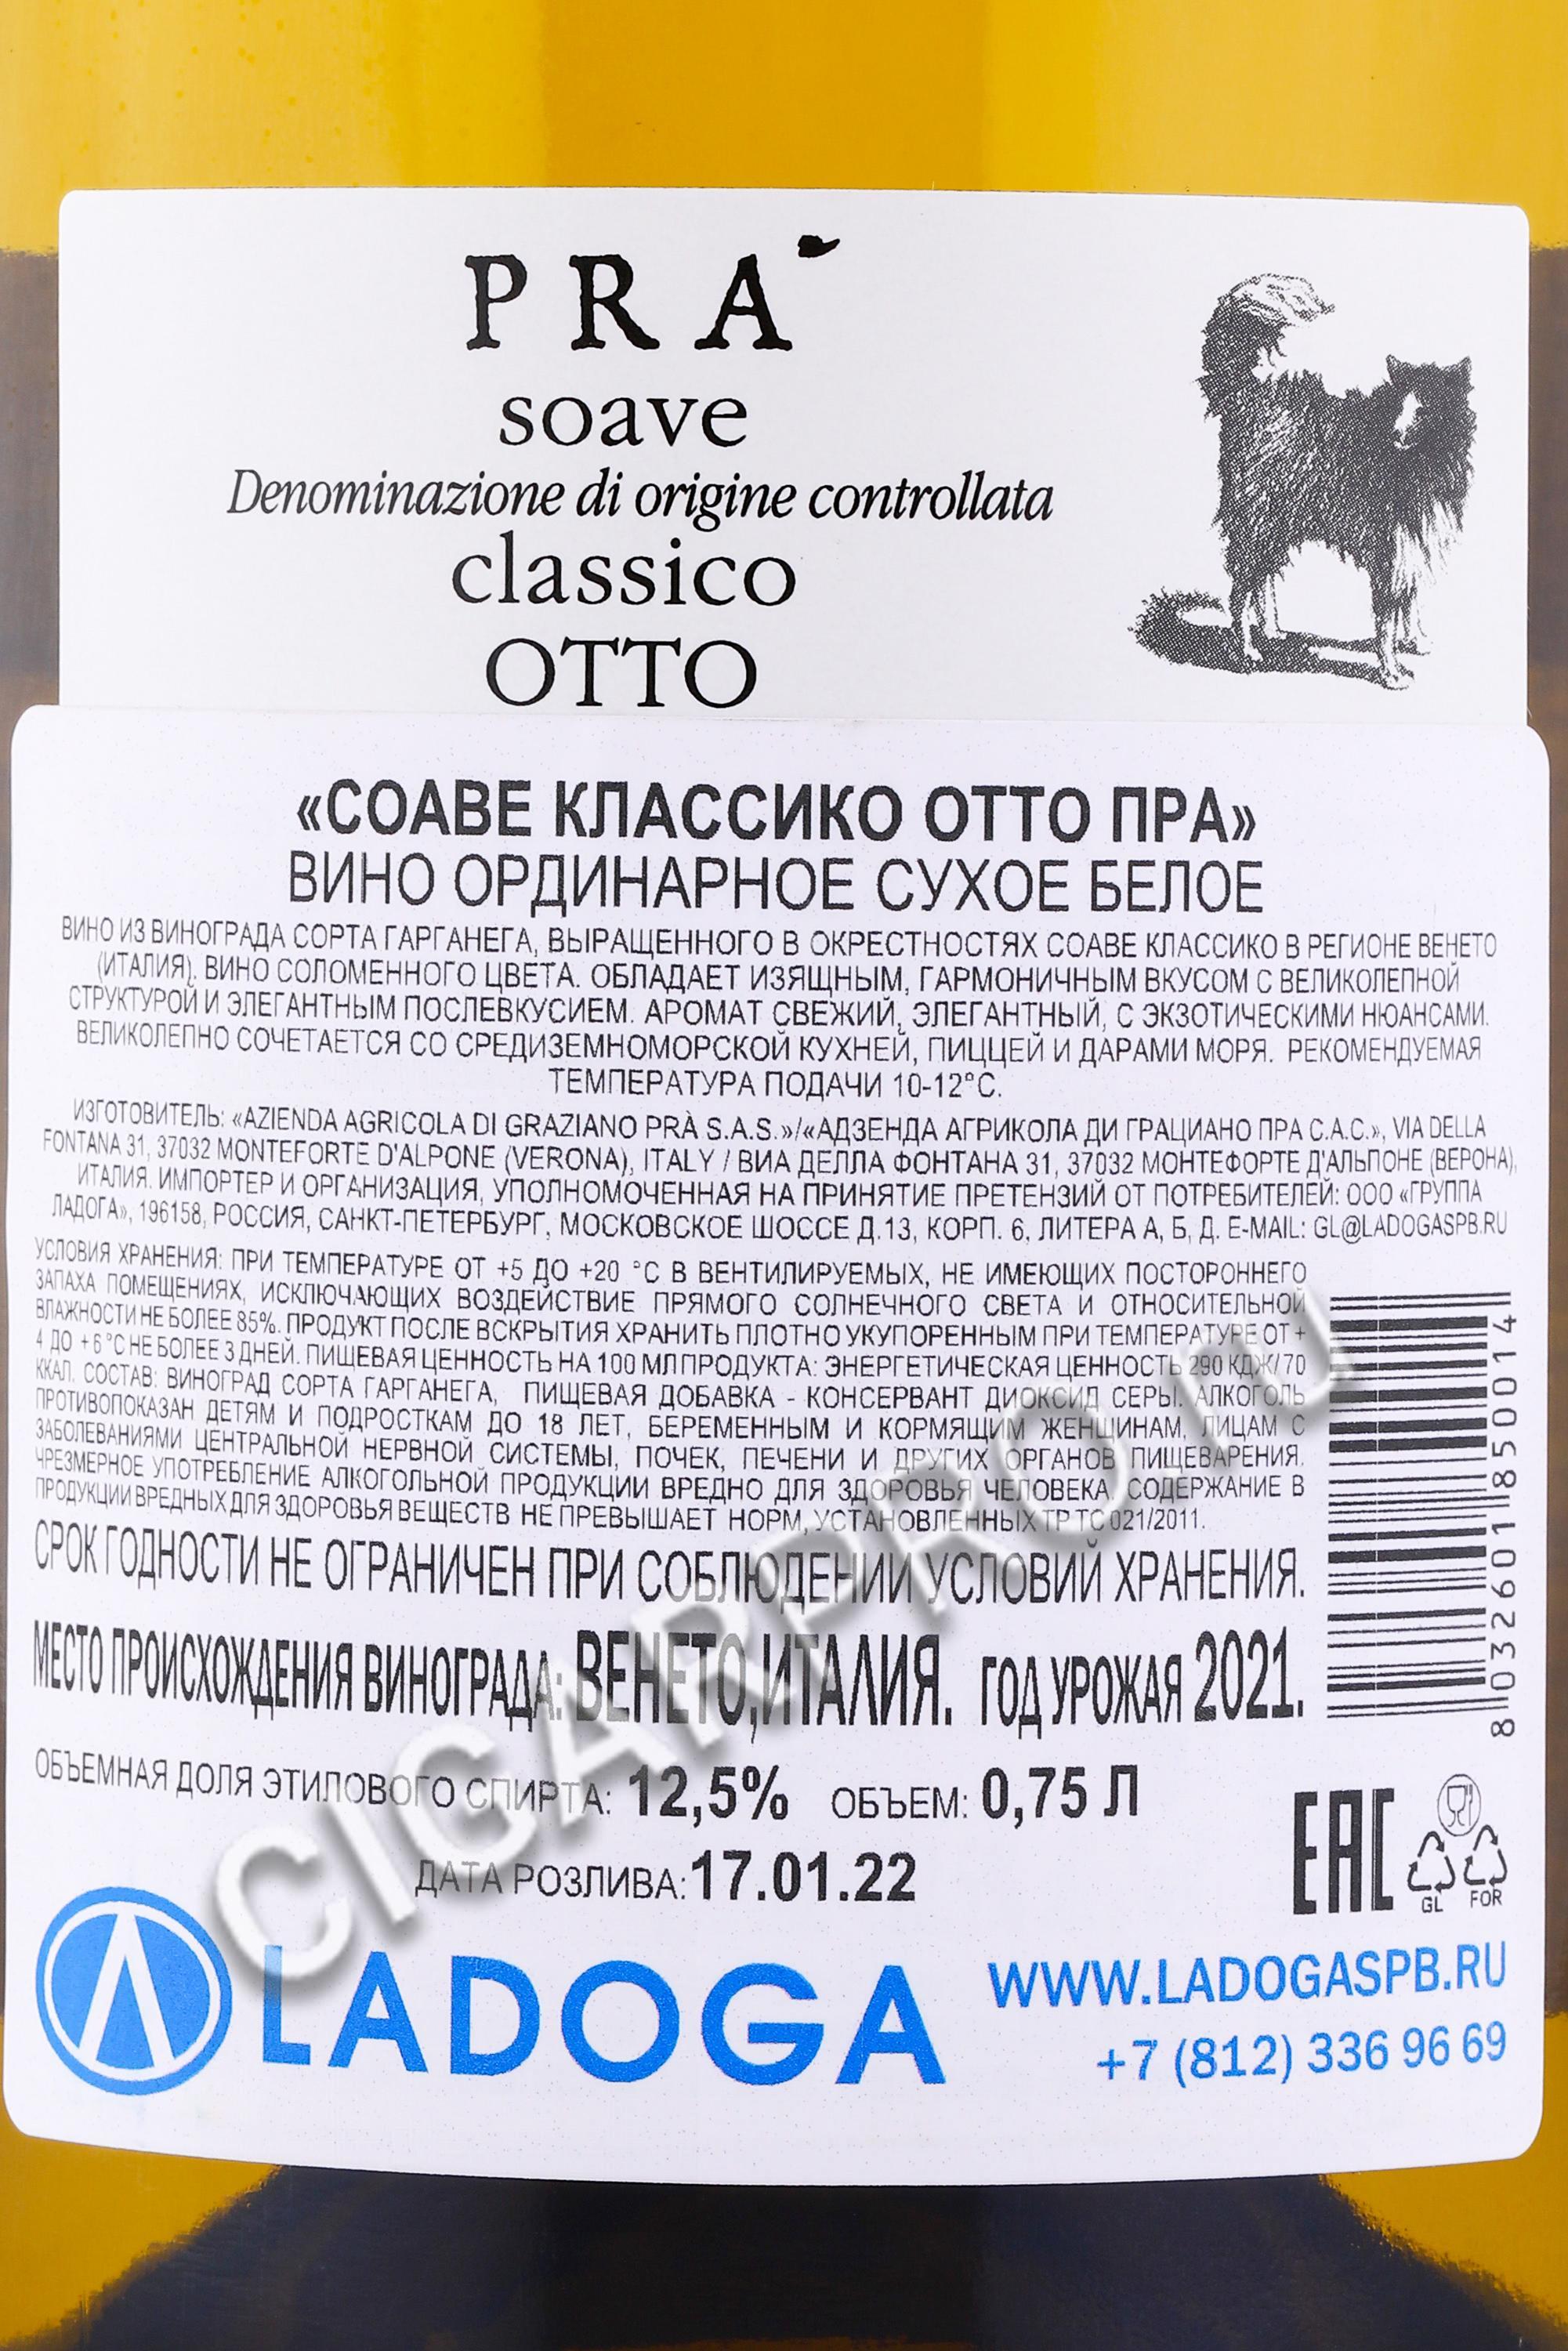 PRÀ
soave
Denominazione di origine controllata
classico
OTTO
«СОАВЕ КЛАССИКО ОТТО ПРА»
ВИНО ОРДИНАРНОЕ СУХОЕ БЕЛОЕ
ВИНО ИЗ ВИНОГРАДА СОРТА ГАРГАНЕГА, ВЫРАЩЕННОГО В ОКРЕСТНОСТЯХ СОАВЕ КЛАССИКО В РЕГИОНЕ ВЕНЕТО
(ИТАЛИЯ). ВИНО СОЛОМЕННОГО ЦВЕТА. ОБЛАДАЕТ ИЗЯЩНЫМ, ГАРМОНИЧНЫМ ВКУСОМ С ВЕЛИКОЛЕПНОЙ
СТРУКТУРОЙ И ЭЛЕГАНТНЫМ ПОСЛЕВКУСИЕМ. АРОМАТ СВЕЖИЙ, ЭЛЕГАНТНЫЙ, С ЭКЗОТИЧЕСКИМИ НЮАНСАМИ.
ВЕЛИКОЛЕПНО СОЧЕТАЕТСЯ СО СРЕДИЗЕМНОМОРСКОЙ КУХНЕЙ, ПИЦЦЕЙ И ДАРАМИ МОРЯ. РЕКОМЕНДУЕМАЯ
ТЕМПЕРАТУРА ПОДАЧИ 10-12°С.
ИЗГОТОВИТЕЛЬ: «AZIENDA AGRICOLA DI GRAZIANO PRÀ S.A.S.»/«АДЗЕНДА АГРИКОЛА ДИ ГРАЦИАНО ПРА С.А.С.», VIA DELLA
FONTANA 31, 37032 MONTEFORTE D'ALPONE (VERONA), ITALY / ВИА ДЕЛЛА ФОНТАНА 31, 37032 МОНТЕФОРТЕ Д'АЛЬПОНЕ (ВЕРОНА),
ИТАЛИЯ. ИМПОРТЕР И ОРГАНИЗАЦИЯ, УПОЛНОМОЧЕННАЯ НА ПРИНЯТИЕ ПРЕТЕНЗИЙ ОТ ПОТРЕБИТЕЛЕЙ: ООО «ГРУППА
ЛАДОГА», 196158, РОССИЯ, САНКТ-ПЕТЕРБУРГ, МОСКОВСКОЕ ШОССЕ Д.13, КОРП. 6, ЛИТЕРА А, Б, Д. E-MAIL: GL@LADOGASPB.RU
УСЛОВИЯ ХРАНЕНИЯ: ПРИ ТЕМПЕРАТУРЕ ОТ +5 ДО +20 °С В ВЕНТИЛИРУЕМЫХ, НЕ ИМЕЮЩИХ ПОСТОРОННЕГО
ЗАПАХА ПОМЕЩЕНИЯХ, ИСКЛЮЧАЮЩИХ ВОЗДЕЙСТВИЕ ПРЯМОГО СОЛНЕЧНОГО СВЕТА И ОТНОСИТЕЛЬНОЙ
ВЛАЖНОСТИ НЕ БОЛЕЕ 85%. ПРОДУКТ ПОСЛЕ ВСКРЫТИЯ ХРАНИТЬ ПЛОТНО УКУПОРЕННЫМ ПРИ ТЕМПЕРАТУРЕ ОТ +
4 ДО +6 °С НЕ БОЛЕЕ 3 ДНЕЙ. ПИЩЕВАЯ ЦЕННОСТЬ НА 100 МЛ ПРОДУКТА: ЭНЕРГЕТИЧЕСКАЯ ЦЕННОСТЬ 290 КДЖ/ 70
ККАЛ. СОСТАВ: ВИНОГРАД СОРТА ГАРГАНЕГА, ПИЩЕВАЯ ДОБАВКА - КОНСЕРВАНТ ДИОКСИД СЕРЫ. АЛКОГОЛЬ
ПРОТИВОПОКАЗАН ДЕТЯМ И ПОДРОСТКАМ ДО 18 ЛЕТ, БЕРЕМЕННЫМ И КОРМЯЩИМ ЖЕНЩИНАМ, ЛИЦАМ С
ЗАБОЛЕВАНИЯМИ ЦЕНТРАЛЬНОЙ НЕРВНОЙ СИСТЕМЫ, ПОЧЕК, ПЕЧЕНИ И ДРУГИХ ОРГАНОВ ПИЩЕВАРЕНИЯ.
ЧРЕЗМЕРНОЕ УПОТРЕБЛЕНИЕ АЛКОГОЛЬНОЙ ПРОДУКЦИИ ВРЕДНО ДЛЯ ЗДОРОВЬЯ ЧЕЛОВЕКА. СОДЕРЖАНИЕ В
ПРОДУКЦИИ ВРЕДНЫХ ДЛЯ ЗДОРОВЬЯ ВЕЩЕСТВ НЕ ПРЕВЫШАЕТ НОРМ, УСТАНОВЛЕННЫХ ТР ТС 021/2011.
СРОК ГОДНОСТИ НЕ ОГРАНИЧЕН ПРИ СОБЛЮДЕНИИ УСЛОВИЙ ХРАНЕНИЯ.
МЕСТО ПРОИСХОЖДЕНИЯ ВИНОГРАДА: ВЕНЕТО,ИТАЛИЯ. ГОД УРОЖАЯ 2021.
8 032601 850014
ОБЪЕМНАЯ ДОЛЯ ЭТИЛОВОГО СПИРТА: 12,5% ОБЪЕМ: 0,75 Л
ДАТА РОЗЛИВА:17.01.22
EAC
GL FOR
LADOGA
WWW.LADOGASPB.RU
+7 (812) 336 96 69
CIGARPRO.ru